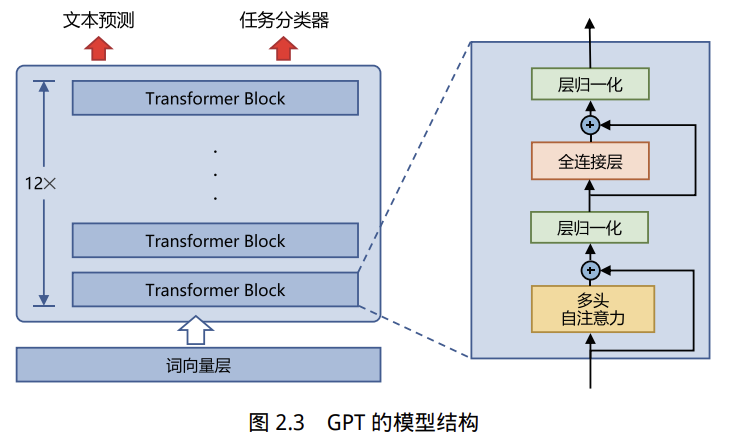 文本预测
任务分类器
Transformer Block
12×
.
.
.
Transformer Block
Transformer Block
词向量层
层归一化
+
全连接层
层归一化
+
多头
自注意力
图 2.3 GPT 的模型结构